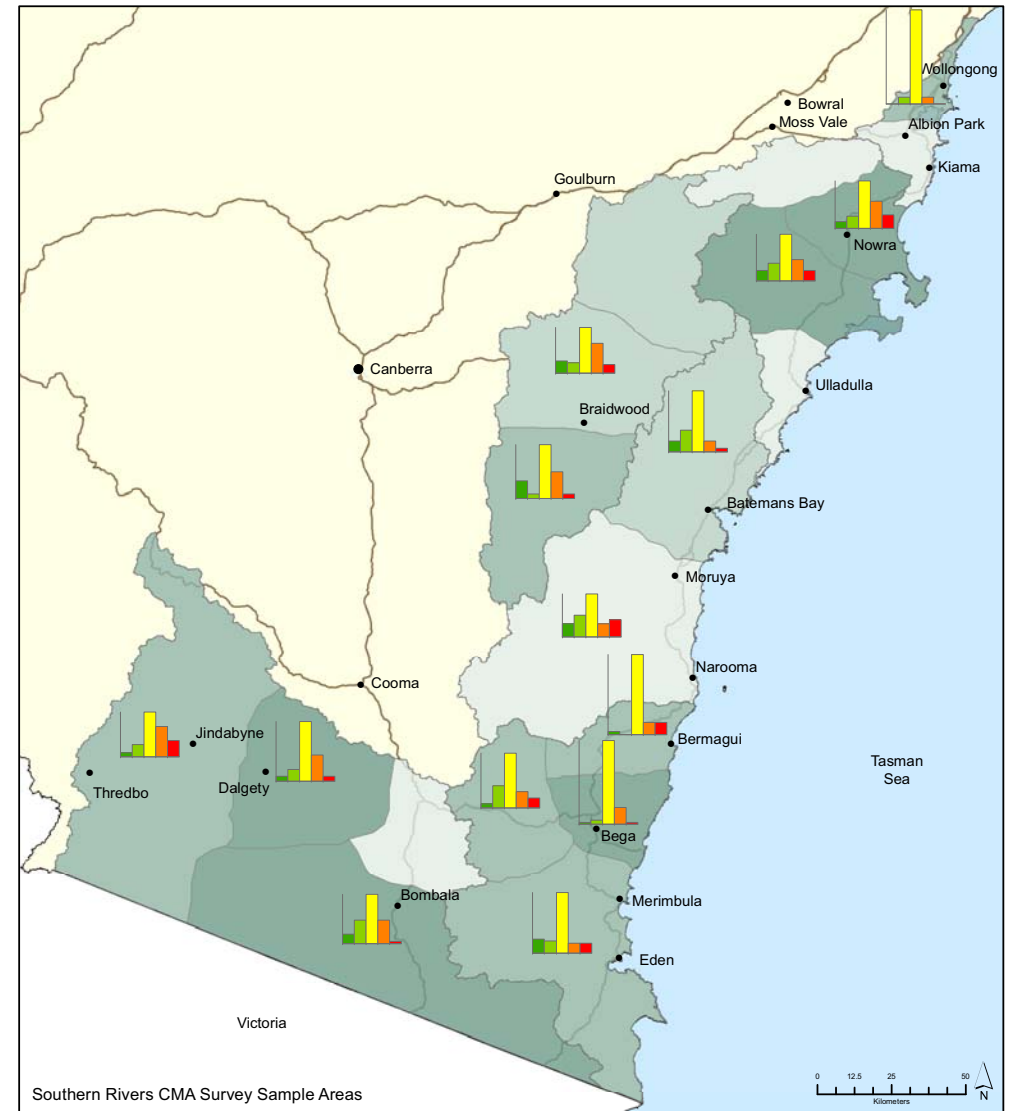 Wollongong
Bowral
Moss Vale
Albion Park
Kiama
Goulburn
Nowra
Canberra
Ulladulla
Braidwood
Batemans Bay
Moruya
Narooma
Cooma
Jindabyne
Bermagui
Tasman
Sea
Thredbo
Dalgety
Bega
Bombala
Merimbula
Eden
Victoria
0 12.5 25 50
Kilometers
N
Southern Rivers CMA Survey Sample Areas